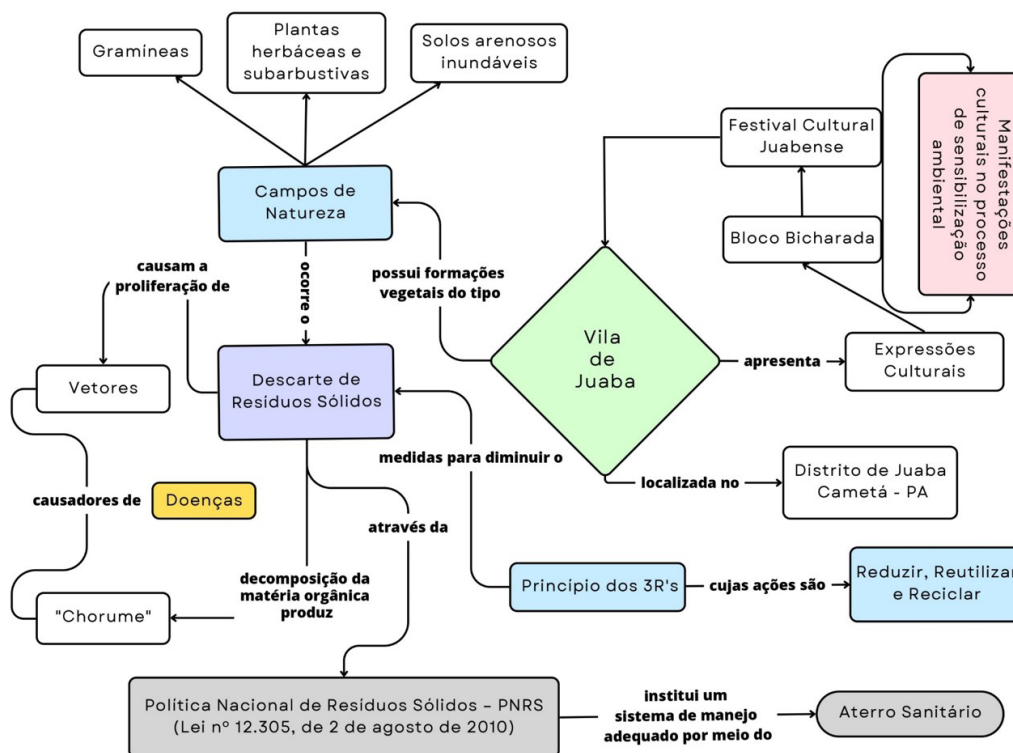 Gramíneas
Plantas
herbáceas e
subarbustivas
Solos arenosos
inundáveis
Festival Cultural
Juabense
Manifestações
culturais no processo
de sensibilização
ambiental
Campos de
Natureza
Bloco Bicharada
causam a
proliferação de
ocorre o
possui formações
vegetais do tipo
Vila
de
Juaba
apresenta
Expressões
Culturais
Vetores
Descarte de
Resíduos Sólidos
medidas para diminuir o
localizada no
Distrito de Juaba
Cametá - PA
causadores de
Doenças
através da
decomposição da
matéria orgânica
produz
"Chorume"
Princípio dos 3R's
cujas ações são
Reduzir, Reutilizar
e Reciclar
Política Nacional de Resíduos Sólidos – PNRS
(Lei nº 12.305, de 2 de agosto de 2010)
institui um
sistema de manejo
adequado por meio do
Aterro Sanitário